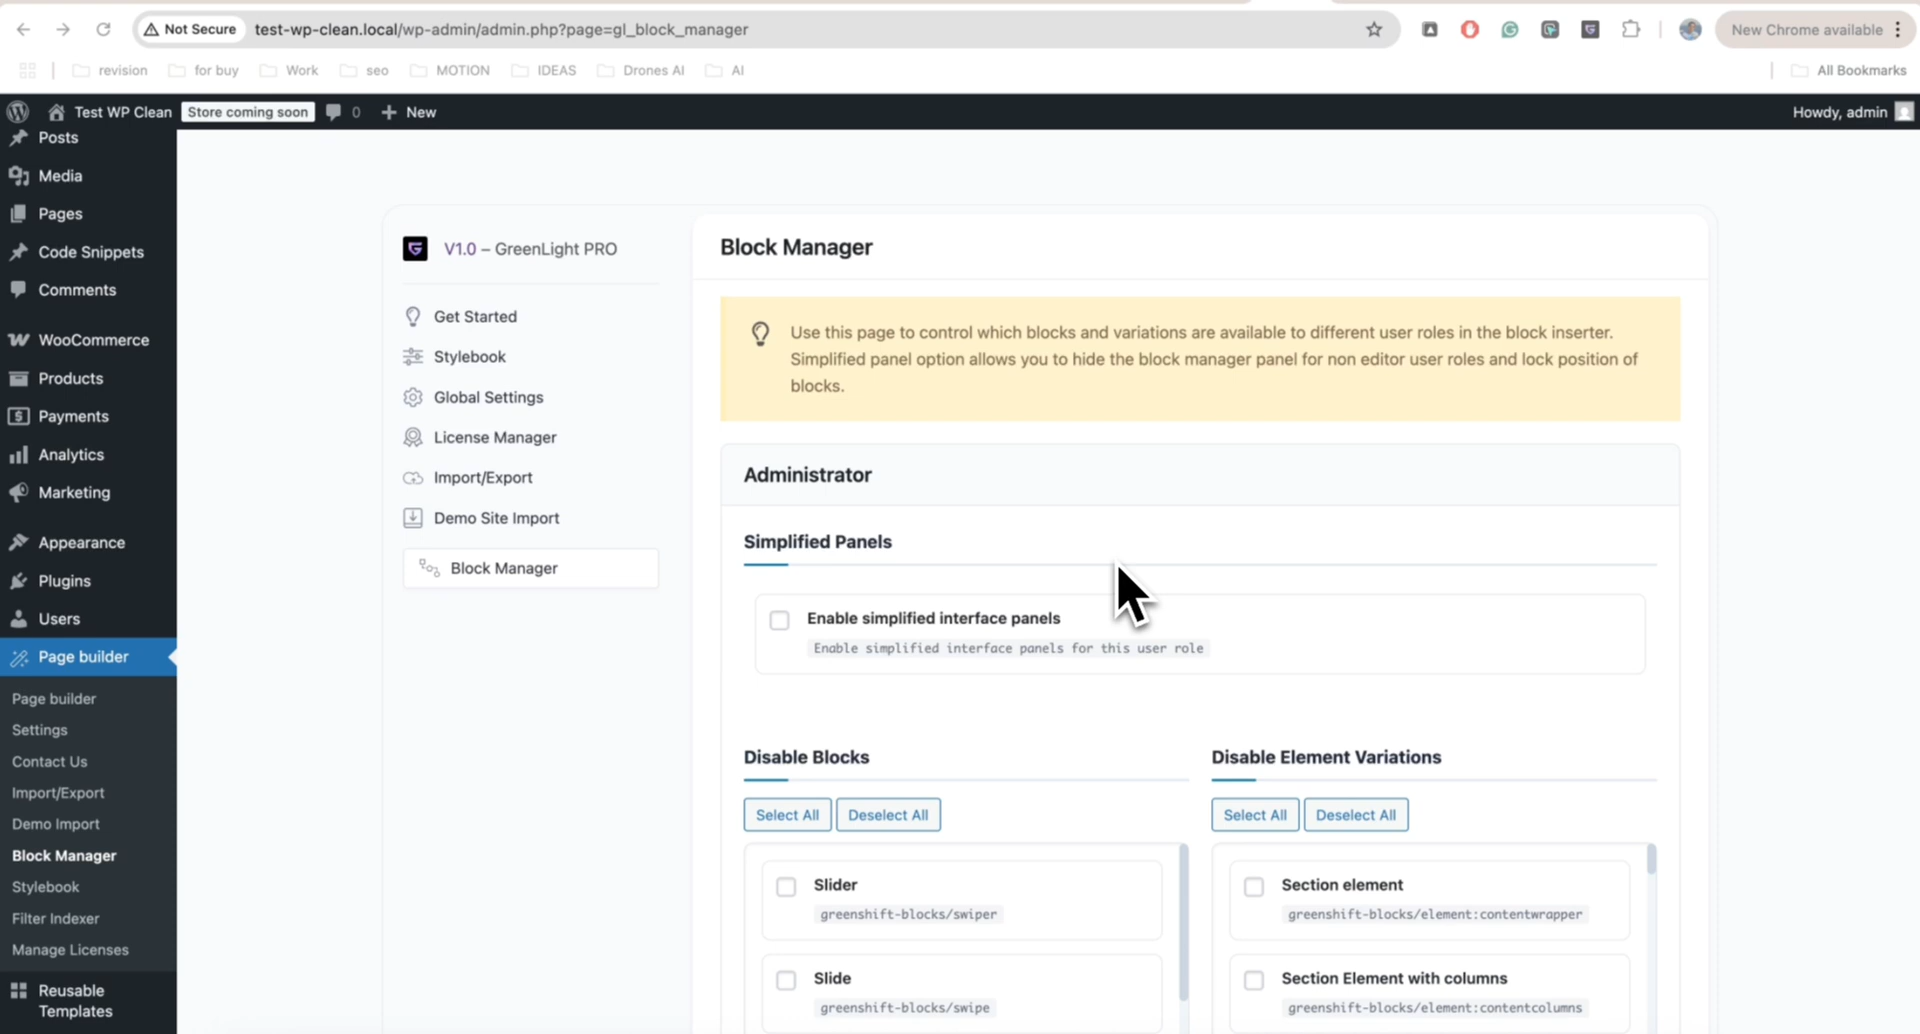 Not Secure
test-wp-clean.local/wp-admin/admin.php?page=gl_block_manager
New Chrome available
revision
for buy
Work
seo
MOTION
IDEAS
Drones AI
AI
All Bookmarks
Test WP Clean
Store coming soon
0
New
Howdy, admin
Posts
Media
Pages
Code Snippets
Comments
WooCommerce
Products
Payments
Analytics
Marketing
Appearance
Plugins
Users
Page builder
Page builder
Settings
Contact Us
Import/Export
Demo Import
Block Manager
Stylebook
Filter Indexer
Manage Licenses
Reusable
Templates
V1.0 – GreenLight PRO
Get Started
Stylebook
Global Settings
License Manager
Import/Export
Demo Site Import
Block Manager
Block Manager
Use this page to control which blocks and variations are available to different user roles in the block inserter.
Simplified panel option allows you to hide the block manager panel for non editor user roles and lock position of
blocks.
Administrator
Simplified Panels
Enable simplified interface panels
Enable simplified interface panels for this user role
Disable Blocks
Select All
Deselect All
Slider
greenshift-blocks/swiper
Slide
greenshift-blocks/swipe
Disable Element Variations
Select All
Deselect All
Section element
greenshift-blocks/element:contentwrapper
Section Element with columns
greenshift-blocks/element:contentcolumns